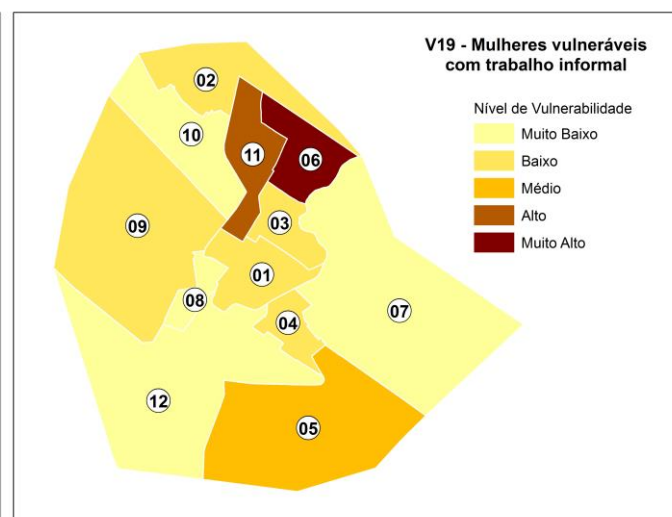 V19 - Mulheres vulneráveis
com trabalho informal
Nível de Vulnerabilidade
Muito Baixo
Baixo
Médio
Alto
Muito Alto
02
10
11
06
09
03
01
08
04
07
12
05